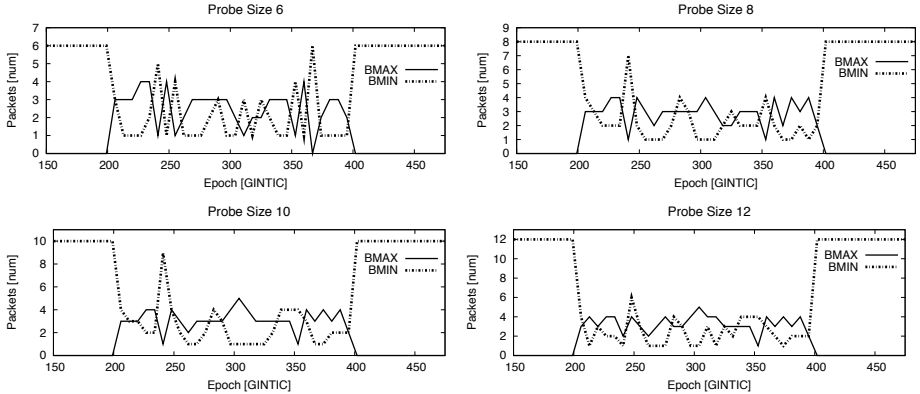 Probe Size 6
7
6
5
4
3
2
1
0
Packets [num]
BMAX
BMIN
150 200 250 300 350 400 450
Epoch [GINTIC]
Probe Size 8
9
8
7
6
5
4
3
2
1
0
Packets [num]
BMAX
BMIN
150 200 250 300 350 400 450
Epoch [GINTIC]
Probe Size 10
10
8
6
4
2
0
Packets [num]
BMAX
BMIN
150 200 250 300 350 400 450
Epoch [GINTIC]
Probe Size 12
12
10
8
6
4
2
0
Packets [num]
BMAX
BMIN
150 200 250 300 350 400 450
Epoch [GINTIC]